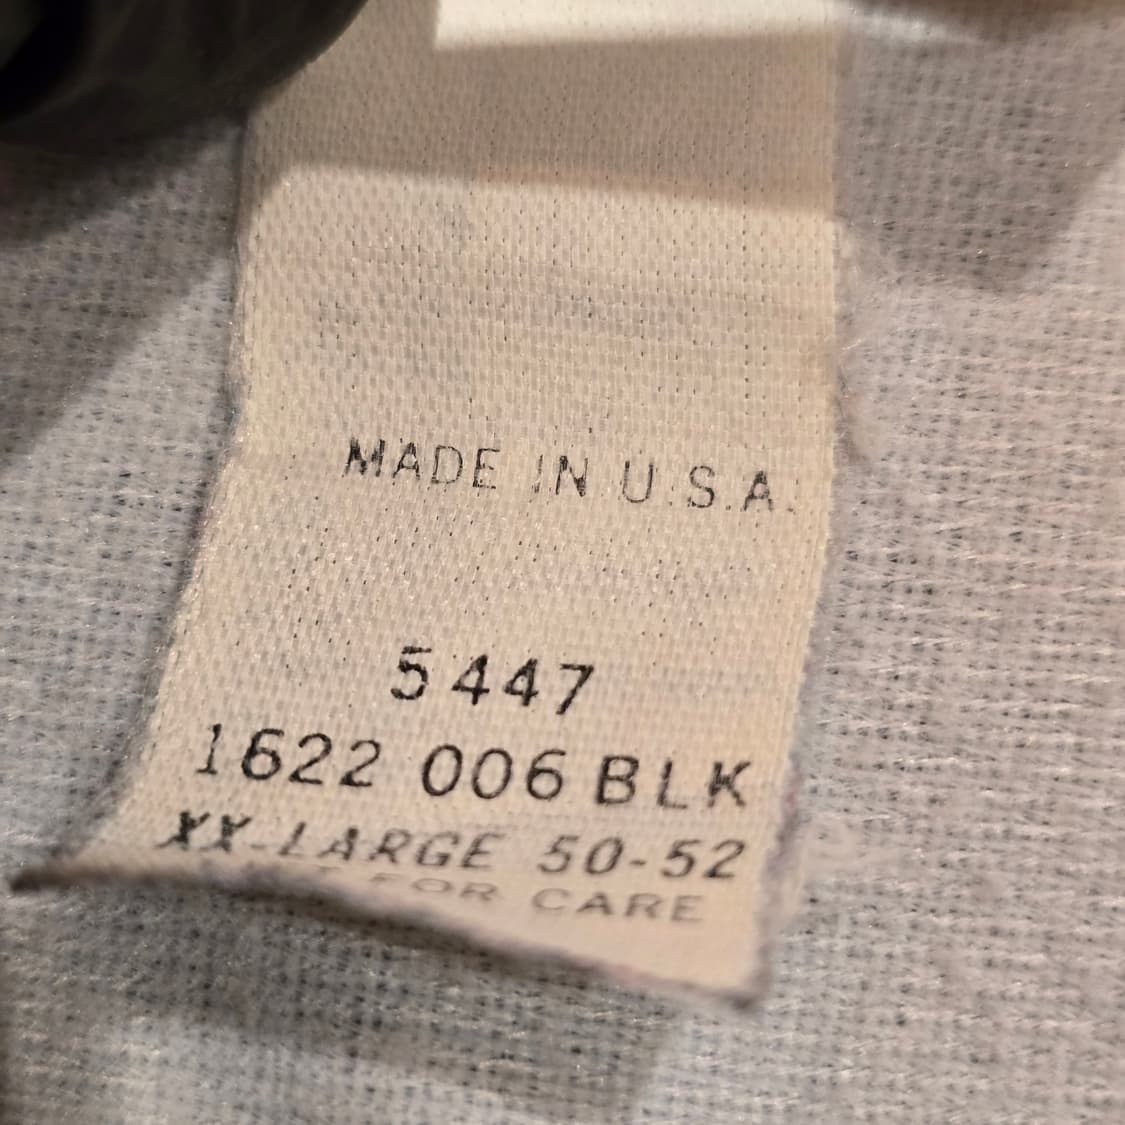 MADE IN U.S.A.
5447
1622 006 BLK
XX-LARGE 50-52
FOR CARE